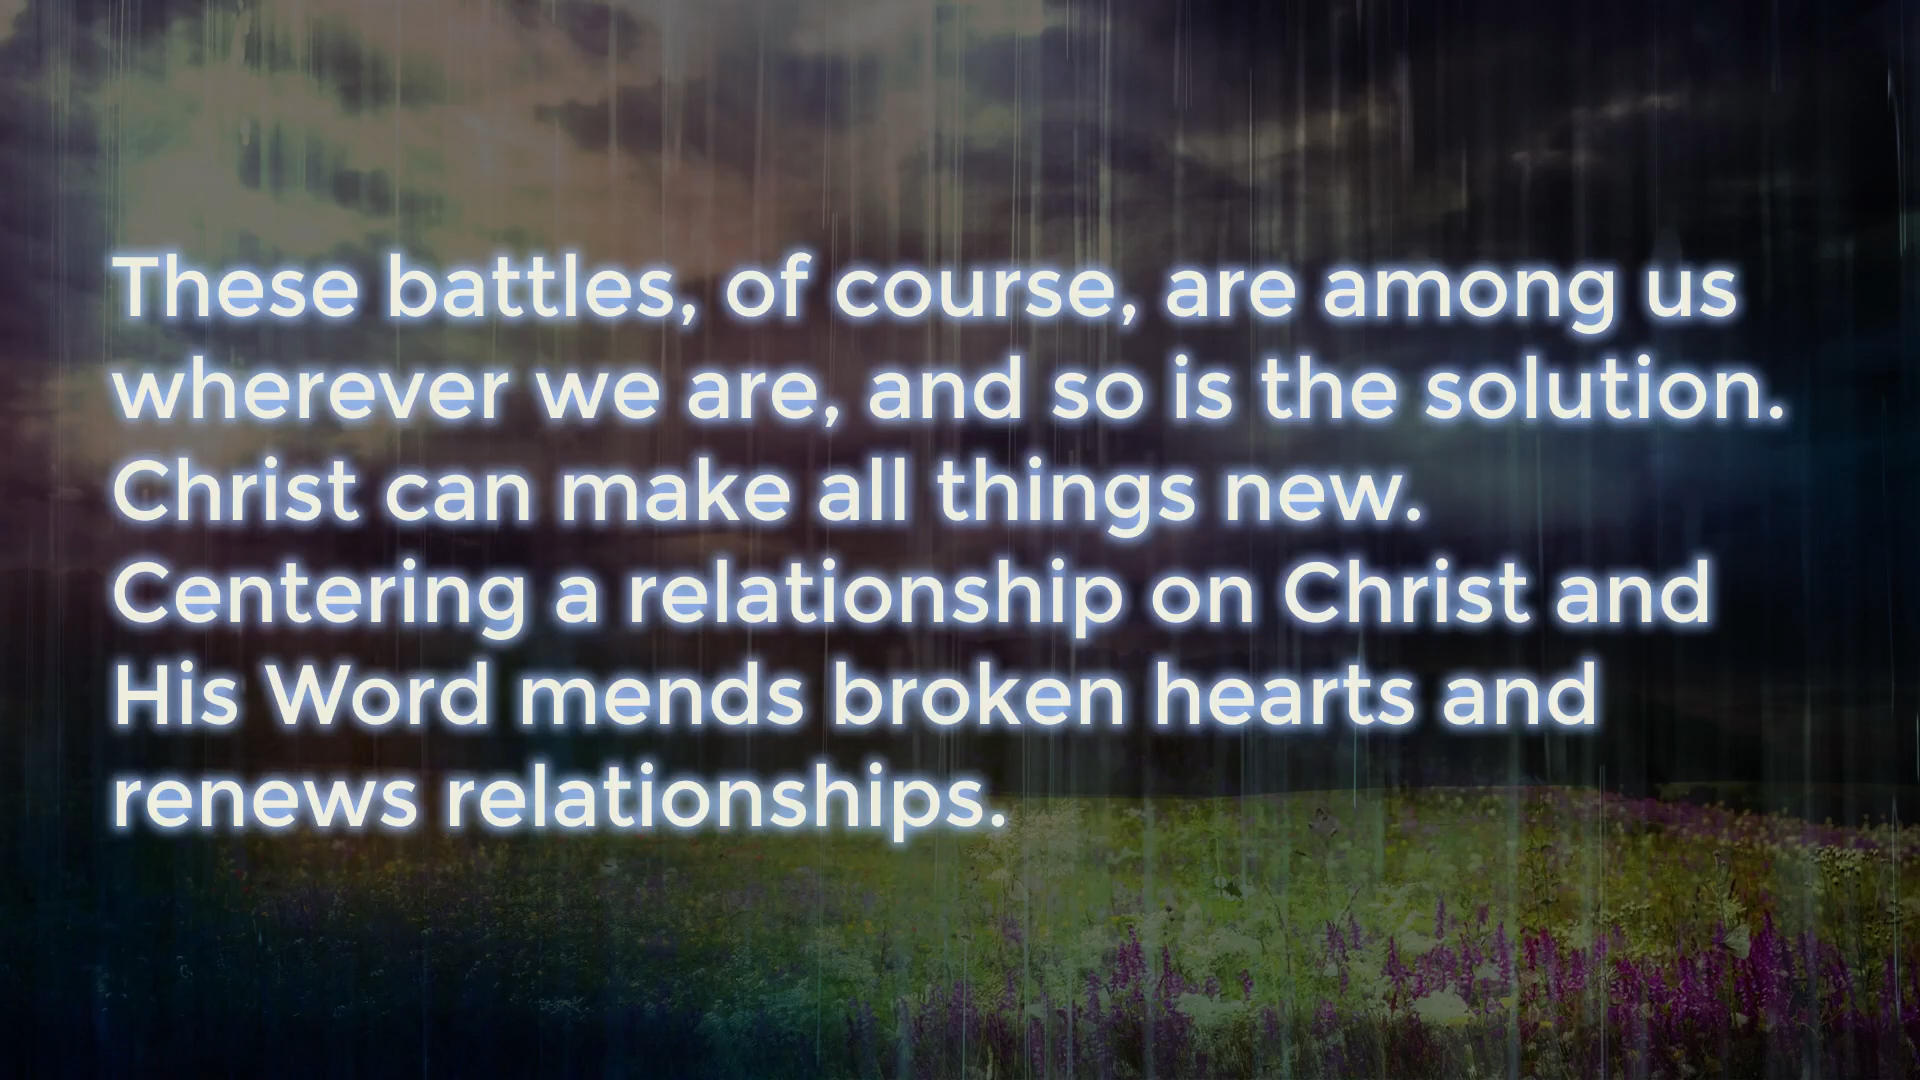 These battles, of course, are among us
wherever we are, and so is the solution.
Christ can make all things new.
Centering a relationship on Christ and
His Word mends broken hearts and
renews relationships.